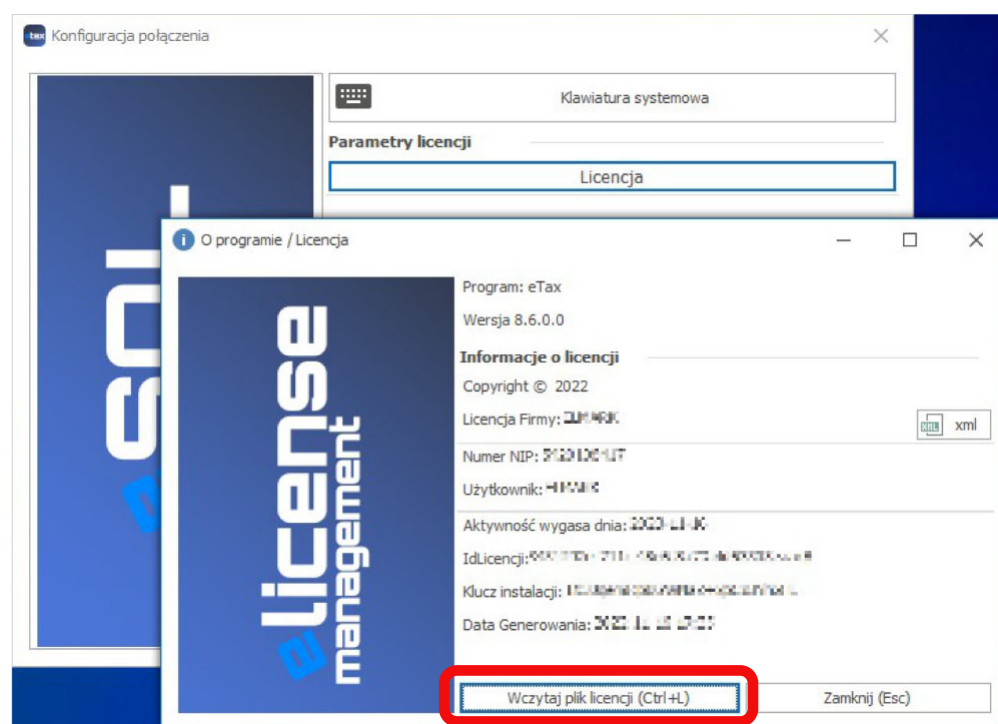 tax Konfiguracja połączenia
Klawiatura systemowa
Parametry licencji
Licencja
O programie / Licencja
Program: eTax
Wersja 8.6.0.0
Informacje o licencji
Copyright © 2022
Licencja Firmy:
xml
Numer NIP:
Użytkownik:
Aktywność wygasa dnia:
IdLicencji:
Klucz instalacji:
Data Generowania:
elicense
management
Wczytaj plik licencji (Ctrl+L)
Zamknij (Esc)